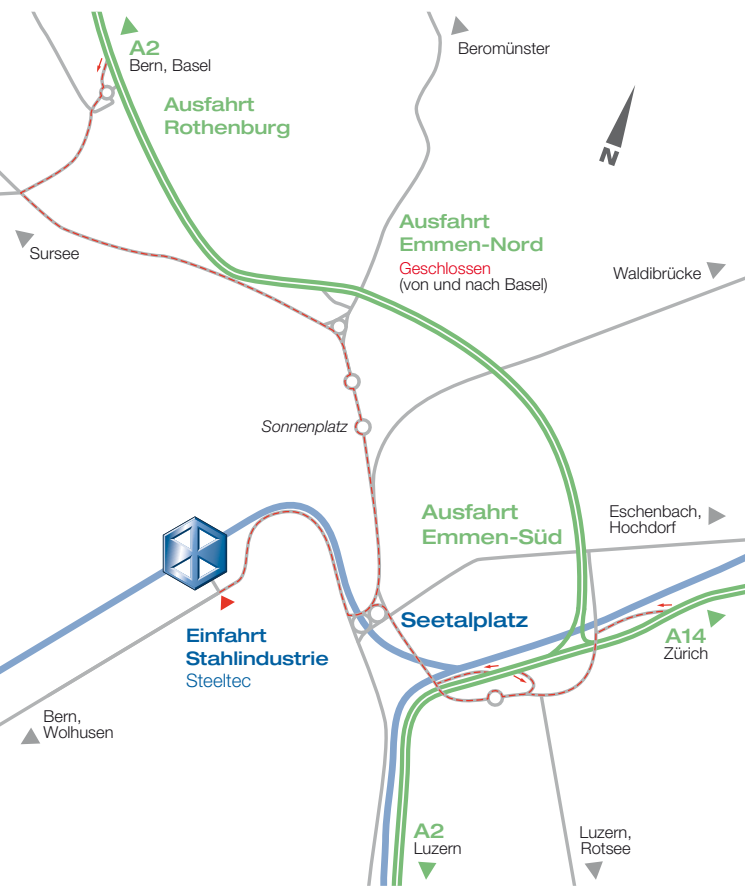 A2
Bern, Basel
Beromünster
Ausfahrt
Rothenburg
N
Ausfahrt
Emmen-Nord
Geschlossen
(von und nach Basel)
Sursee
Waldibrücke
Sonnenplatz
Ausfahrt
Emmen-Süd
Eschenbach,
Hochdorf
Seetalplatz
Einfahrt
Stahlindustrie
Steeltec
A14
Zürich
Bern,
Wolhusen
A2
Luzern
Luzern,
Rotsee